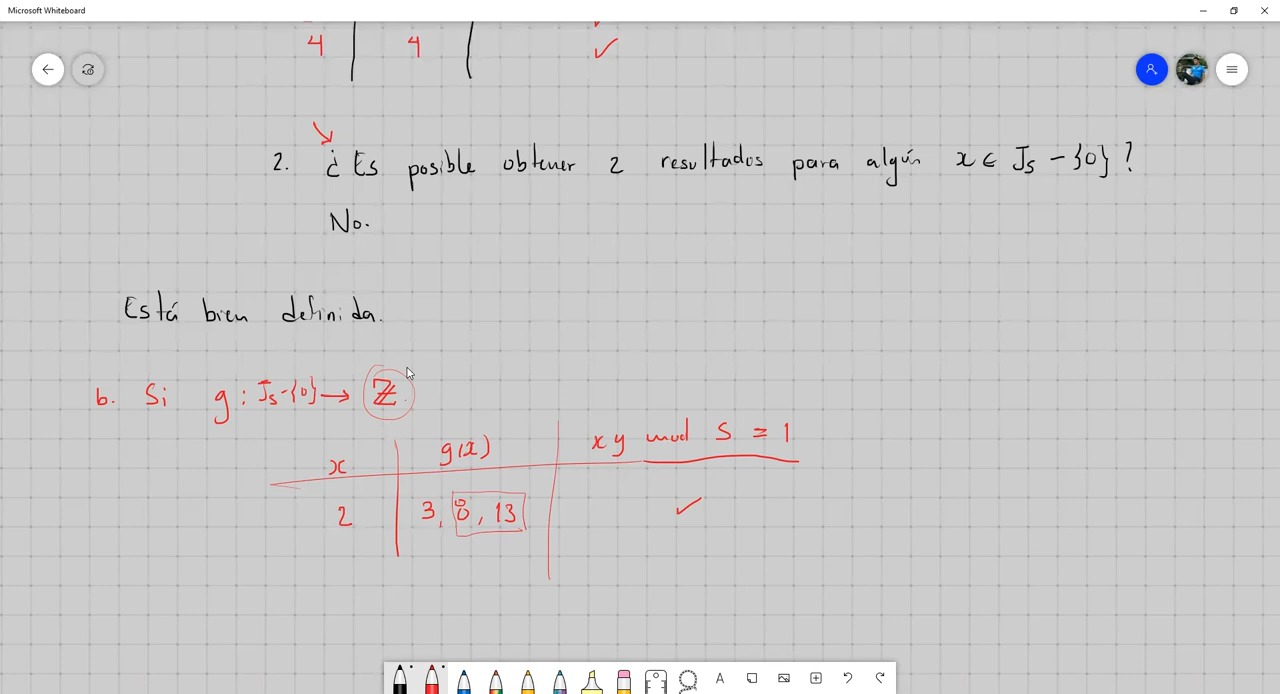 Microsoft Whiteboard
4 4 ✓
2. ¿Es posible obtener 2 resultados para algún x ∈ J5 - {0}?
No.
Está bien definida.
b. Si g : J5 - {0} → ℤ
x g(x) xy mod 5 = 1
2 3, 8, 13 ✓
A